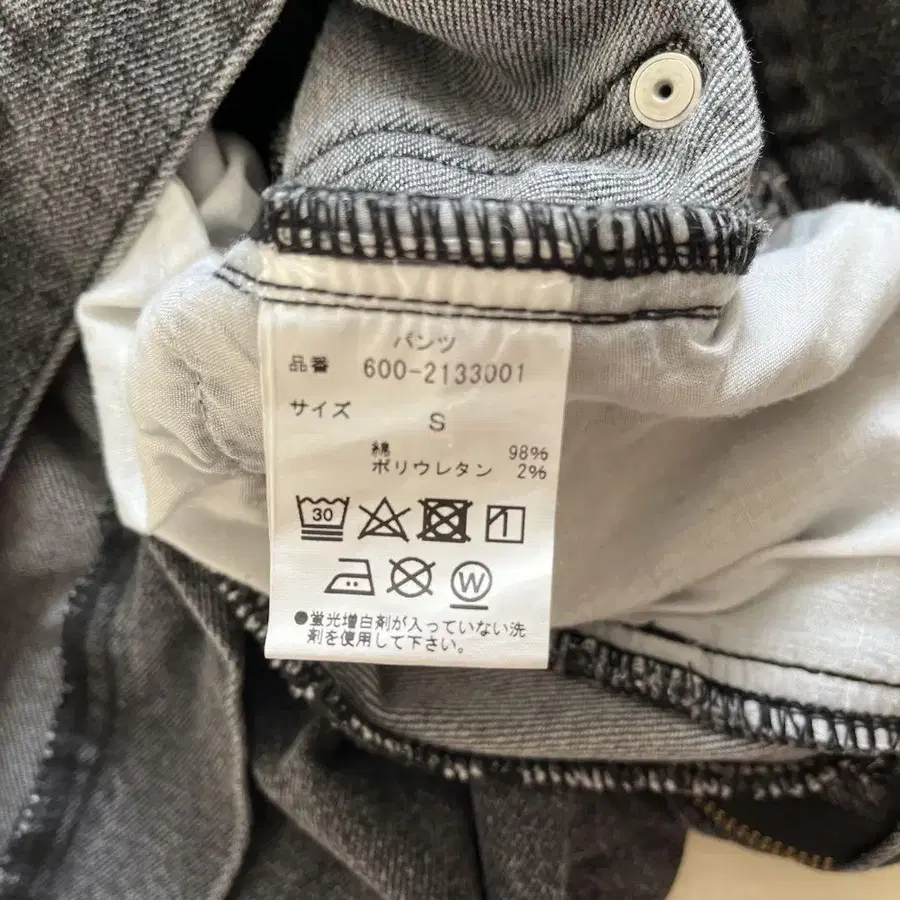 パンツ
品番 600-2133001
サイズ S
綿 98%
ポリウレタン 2%
30
W
●蛍光増白剤が入っていない洗
剤を使用して下さい。